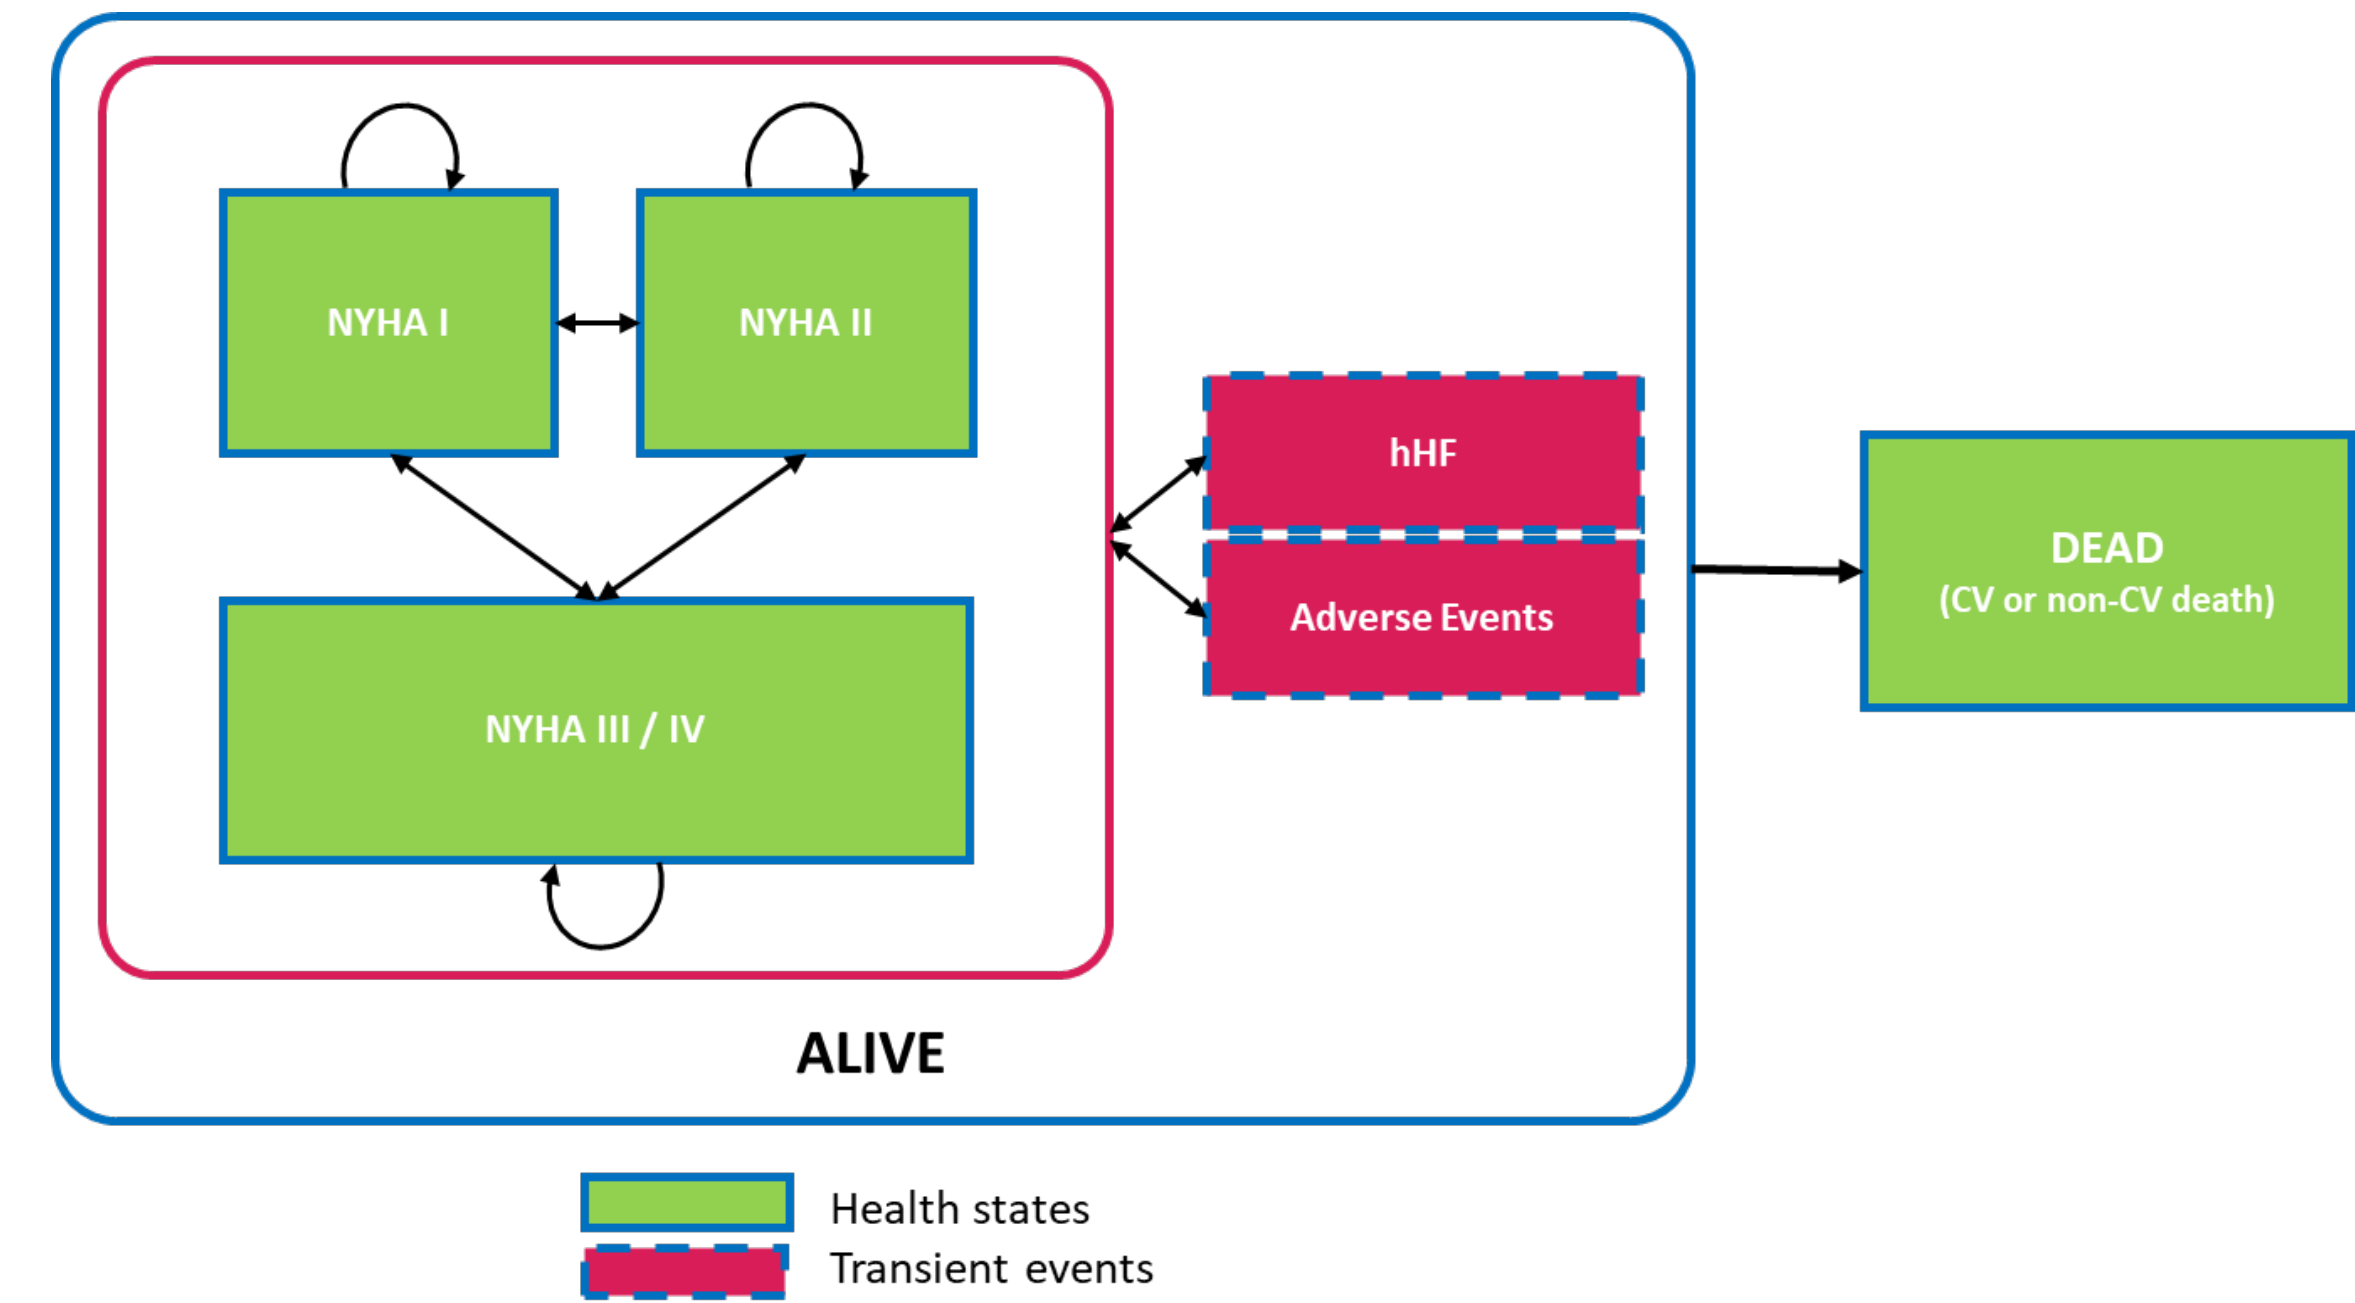 NYHA I
NYHA II
NYHA III / IV
hHF
Adverse Events
DEAD
(CV or non-CV death)
ALIVE
Health states
Transient events